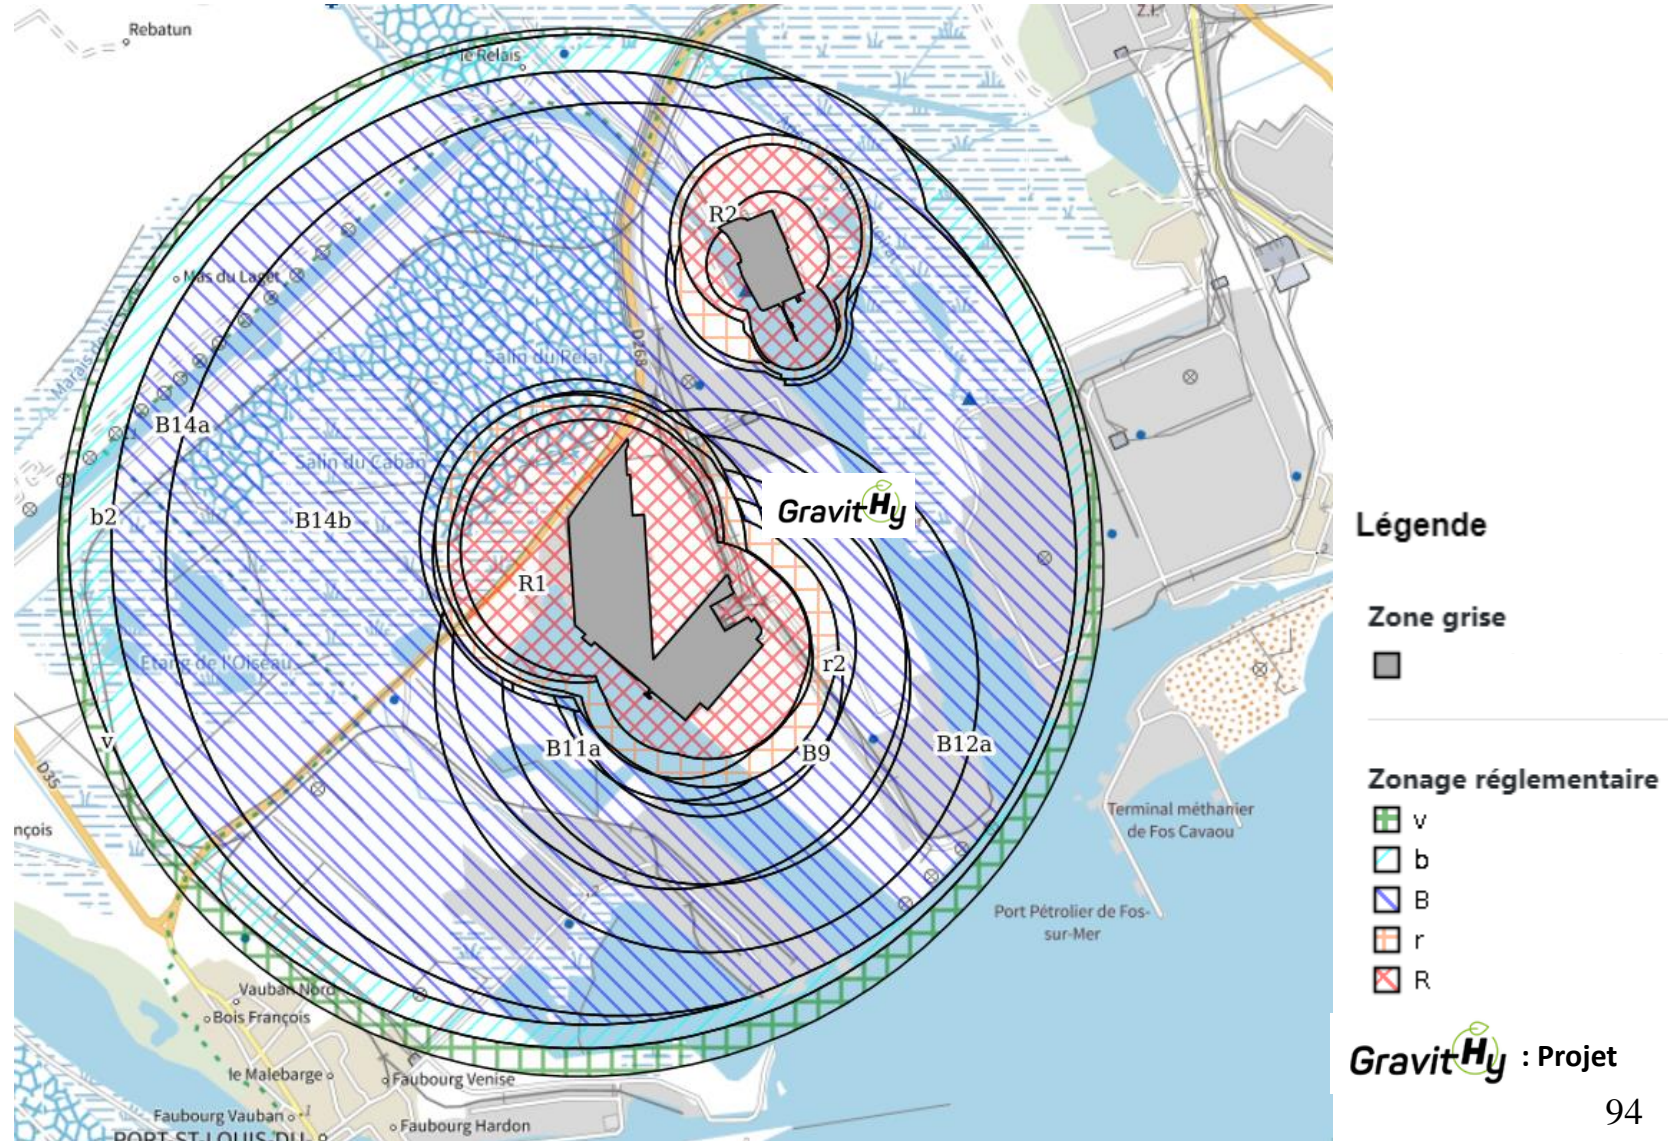 Rebatun
le Relais
Z.I.
R2
Mas du Laget
D268
Salin du Relai
B14a
Salin du Caban
b2
B14b
GravitHy
Légende
R1
Zone grise
Etang de l'Oiseau
r2
v
B11a
B9
B12a
D35
Zonage réglementaire
v
b
B
r
R
Terminal méthanier
de Fos Cavaou
nçois
Port Pétrolier de Fos-
sur-Mer
Vauban Nord
Bois François
le Malebarge
Faubourg Venise
GravitHy : Projet
Faubourg Vauban
Faubourg Hardon
PORT-ST-LOUIS-DU-
94